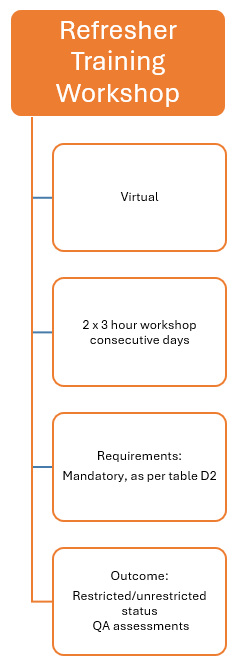 Refresher
Training
Workshop
Virtual
2 x 3 hour workshop
consecutive days
Requirements:
Mandatory, as per table D2
Outcome:
Restricted/unrestricted
status
QA assessments